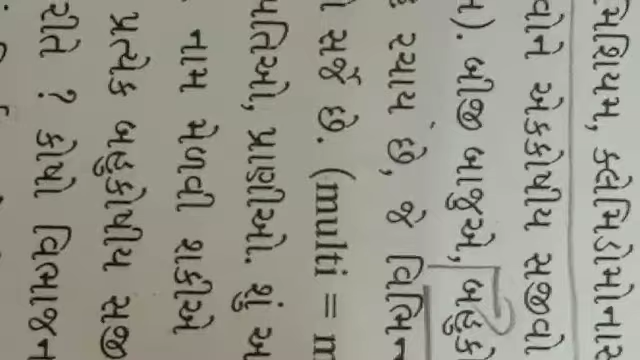 મિશિયમ, ક્લેમિડોમોનાર
વોને એકકોષીય સજીવો
મ). બીજી બાજુએ, બહુકો
રચાય છે, જે વિભિન
સર્જે છે. (multi = m
પતિઓ, પ્રાણીઓ. શું અ
નામ મેળવી શકીએ
પ્રત્યેક બહુકોષીય સજી
રીતે ? કોષો વિભાજન